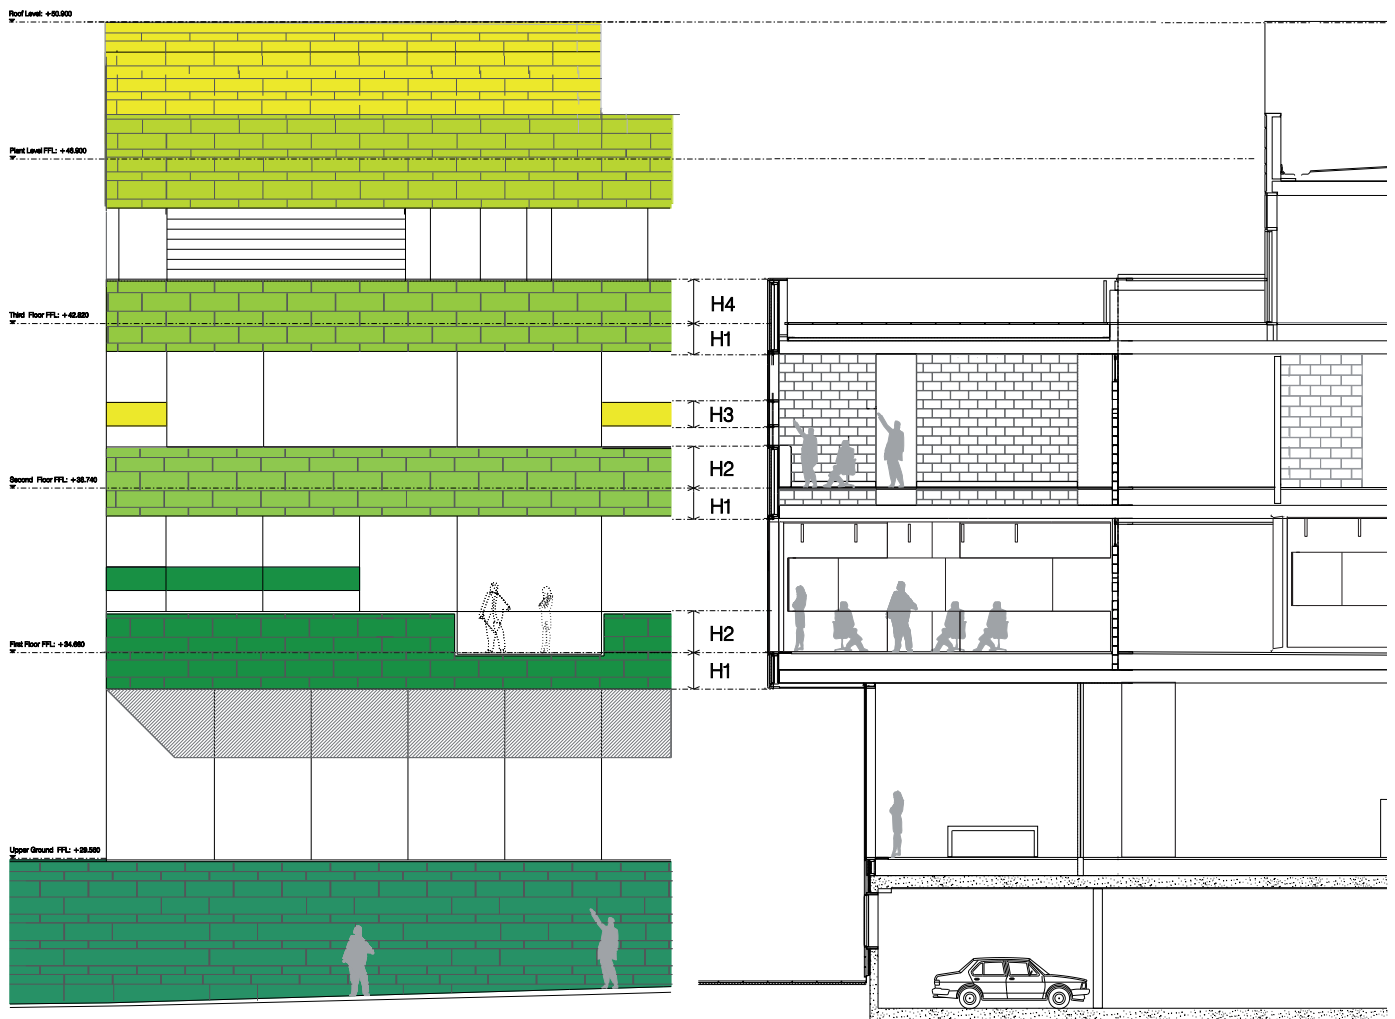 Roof Level: +50.900
Plant Level FFL: +46.900
H4
Third Floor FFL: +42.820
H1
H3
H2
Second Floor FFL: +38.740
H1
H2
First Floor FFL: +34.660
H1
Upper Ground FFL: +29.560